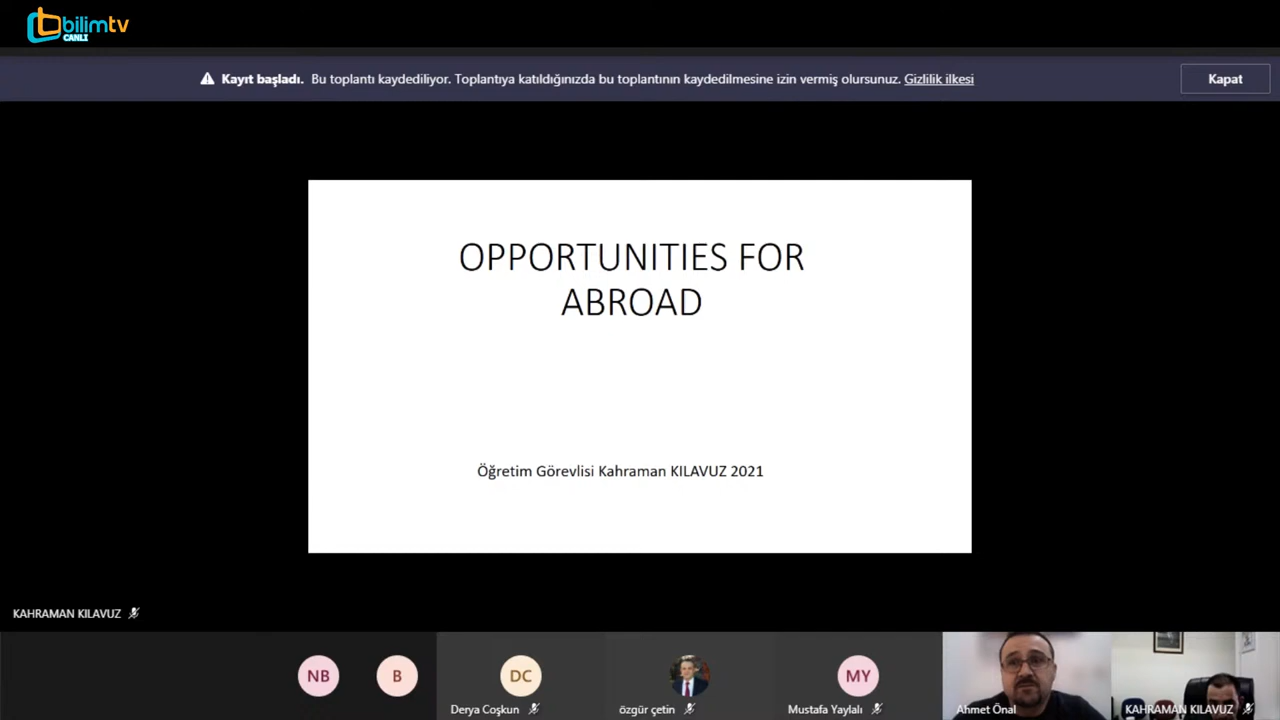 bilimtv
CANLI
Kayıt başladı. Bu toplantı kaydediliyor. Toplantıya katıldığınızda bu toplantının kaydedilmesine izin vermiş olursunuz. Gizlilik ilkesi
Kapat
OPPORTUNITIES FOR
ABROAD
Öğretim Görevlisi Kahraman KILAVUZ 2021
KAHRAMAN KILAVUZ
NB
B
DC
MY
Derya Coşkun
özgür çetin
Mustafa Yaylalı
Ahmet Önal
KAHRAMAN KILAVUZ